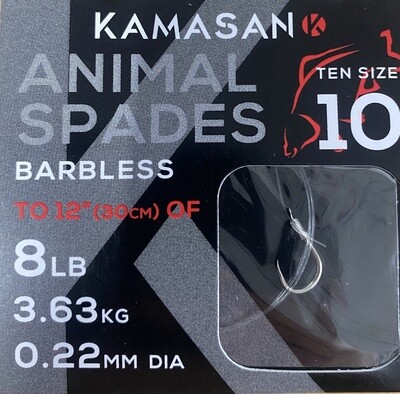 KAMASAN K
ANIMAL
SPADES
TEN SIZE
10
BARBLESS
TO 12" (30CM) OF
8LB
3.63KG
0.22MM DIA